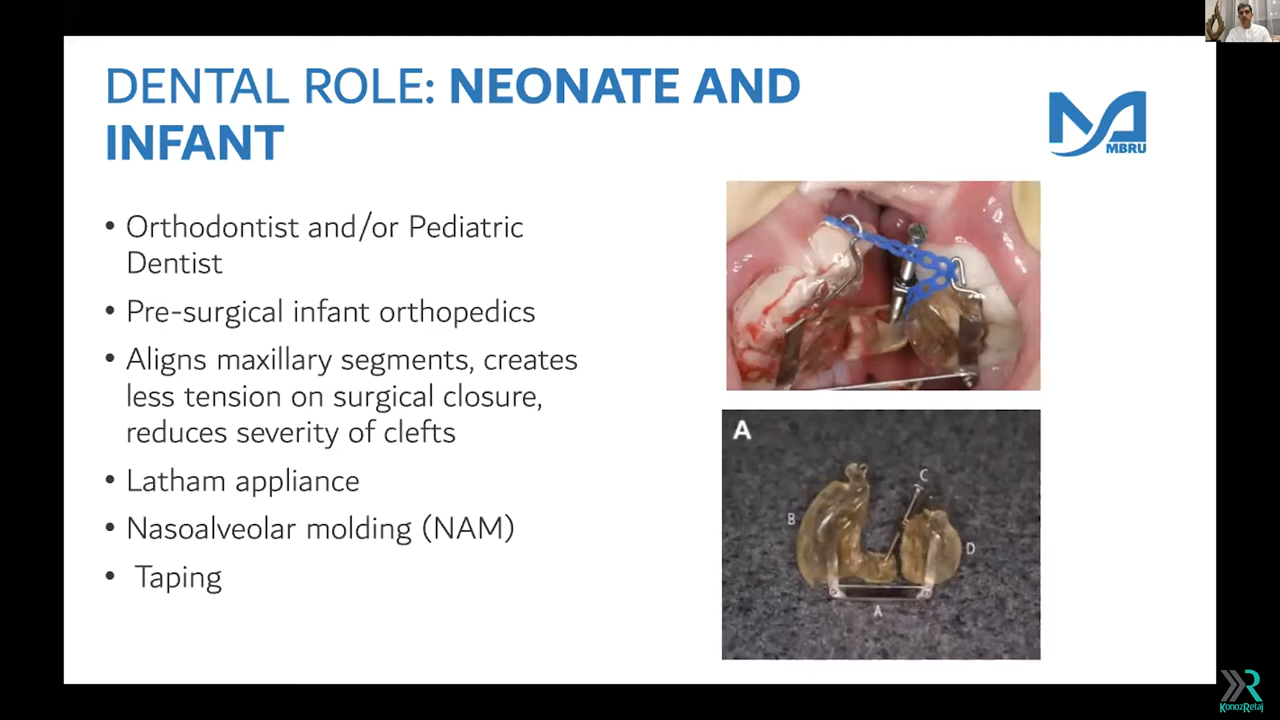 DENTAL ROLE: NEONATE AND
INFANT
MBRU
• Orthodontist and/or Pediatric
Dentist
• Pre-surgical infant orthopedics
• Aligns maxillary segments, creates
less tension on surgical closure,
reduces severity of clefts
• Latham appliance
• Nasoalveolar molding (NAM)
• Taping
A
C
B
D
A
KonozRetaj